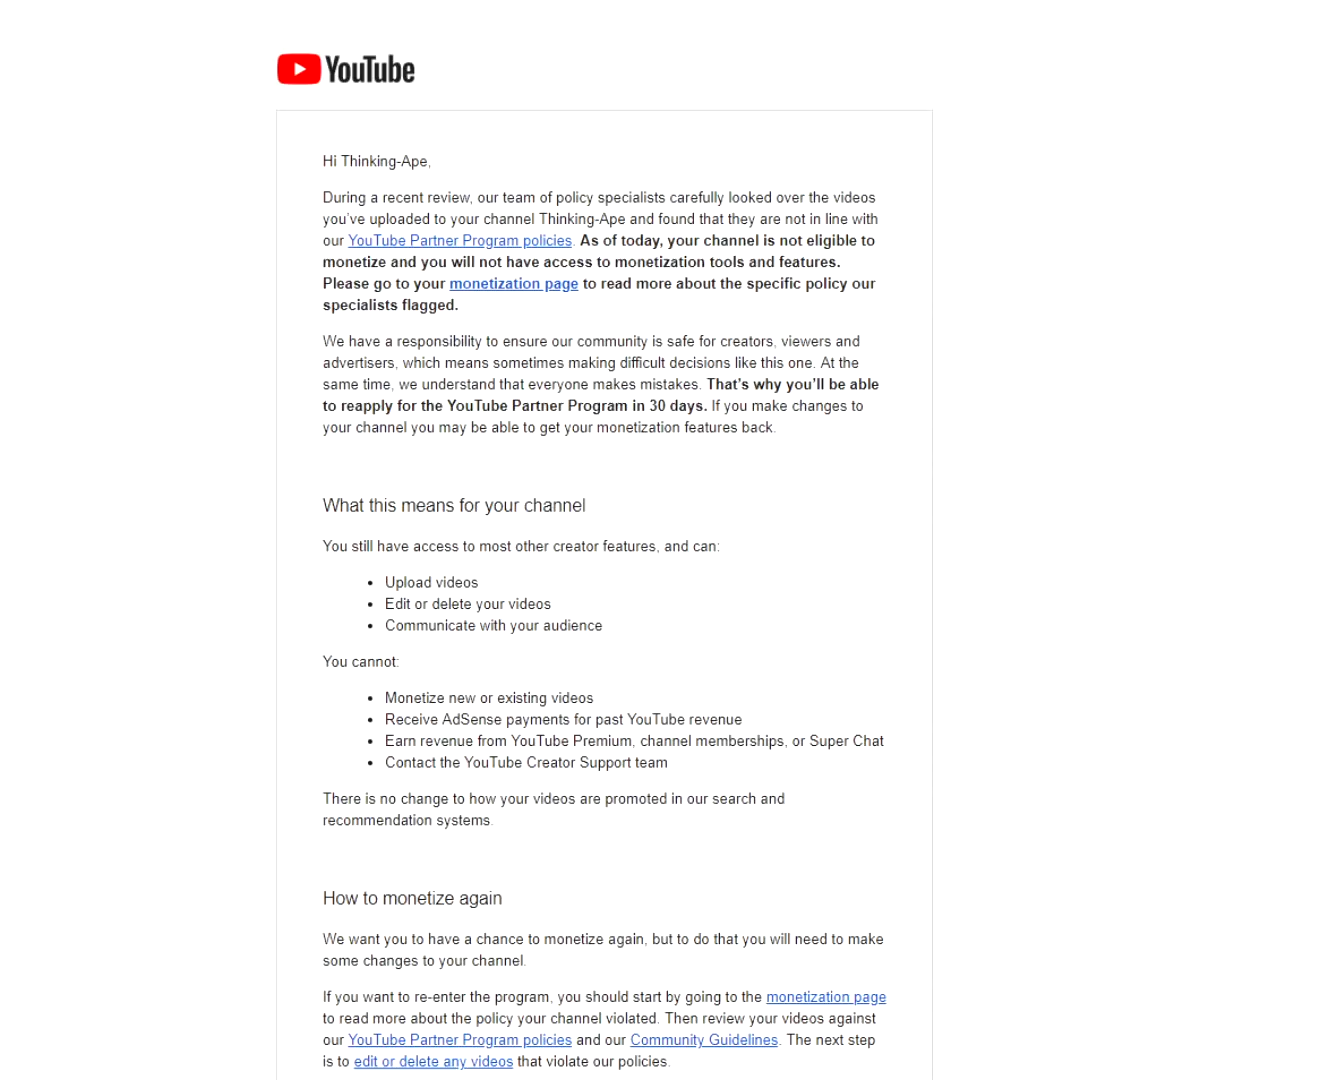 YouTube
Hi Thinking-Ape,
During a recent review, our team of policy specialists carefully looked over the videos
you've uploaded to your channel Thinking-Ape and found that they are not in line with
our YouTube Partner Program policies. As of today, your channel is not eligible to
monetize and you will not have access to monetization tools and features.
Please go to your monetization page to read more about the specific policy our
specialists flagged.
We have a responsibility to ensure our community is safe for creators, viewers and
advertisers, which means sometimes making difficult decisions like this one. At the
same time, we understand that everyone makes mistakes. That's why you'll be able
to reapply for the YouTube Partner Program in 30 days. If you make changes to
your channel you may be able to get your monetization features back.
What this means for your channel
You still have access to most other creator features, and can:
• Upload videos
• Edit or delete your videos
• Communicate with your audience
You cannot:
• Monetize new or existing videos
• Receive AdSense payments for past YouTube revenue
• Earn revenue from YouTube Premium, channel memberships, or Super Chat
• Contact the YouTube Creator Support team
There is no change to how your videos are promoted in our search and
recommendation systems.
How to monetize again
We want you to have a chance to monetize again, but to do that you will need to make
some changes to your channel.
If you want to re-enter the program, you should start by going to the monetization page
to read more about the policy your channel violated. Then review your videos against
our YouTube Partner Program policies and our Community Guidelines. The next step
is to edit or delete any videos that violate our policies.